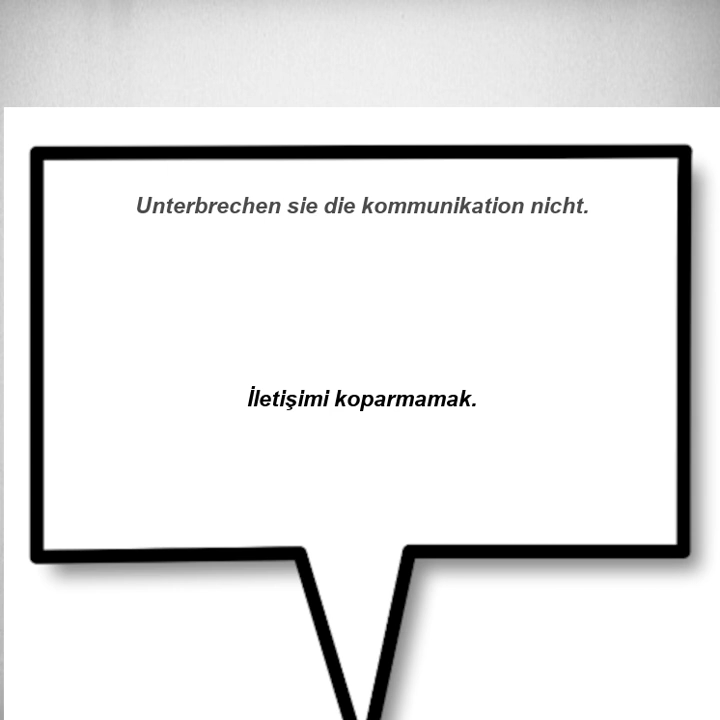 Unterbrechen sie die kommunikation nicht.
İletişimi koparmamak.